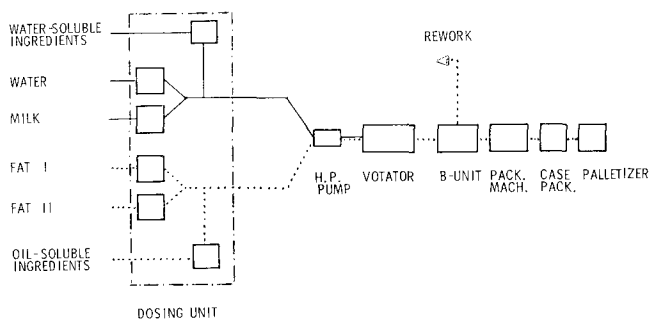 WATER-SOLUBLE
INGREDIENTS
REWORK
WATER
MILK
FAT I
H.P.
PUMP
VOTATOR
B-UNIT
PACK.
MACH.
CASE
PACK.
PALLETIZER
FAT II
OIL-SOLUBLE
INGREDIENTS
DOSING UNIT